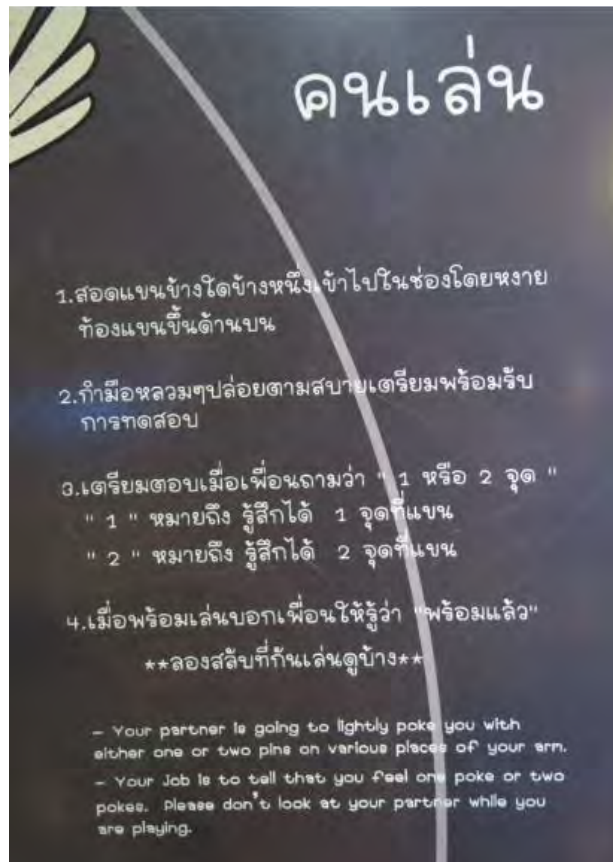 คนเล่น
1.สอดแขนข้างใดข้างหนึ่งเข้าไปในช่องโดยหงาย
ท้องแขนขึ้นด้านบน
2.กำมือหลวมๆปล่อยตามสบายเตรียมพร้อมรับ
การทดสอบ
3.เตรียมตอบเมื่อเพื่อนถามว่า " 1 หรือ 2 จุด "
" 1 " หมายถึง รู้สึกได้ 1 จุดที่แขน
" 2 " หมายถึง รู้สึกได้ 2 จุดที่แขน
4.เมื่อพร้อมเล่นบอกเพื่อนให้รู้ว่า "พร้อมแล้ว"
**ลองสลับที่กันเล่นดูบ้าง**
- Your partner is going to lightly poke you with
either one or two pins on various places of your arm.
- Your Job is to tell that you feel one poke or two
pokes. Please don't look at your partner while you
are playing.